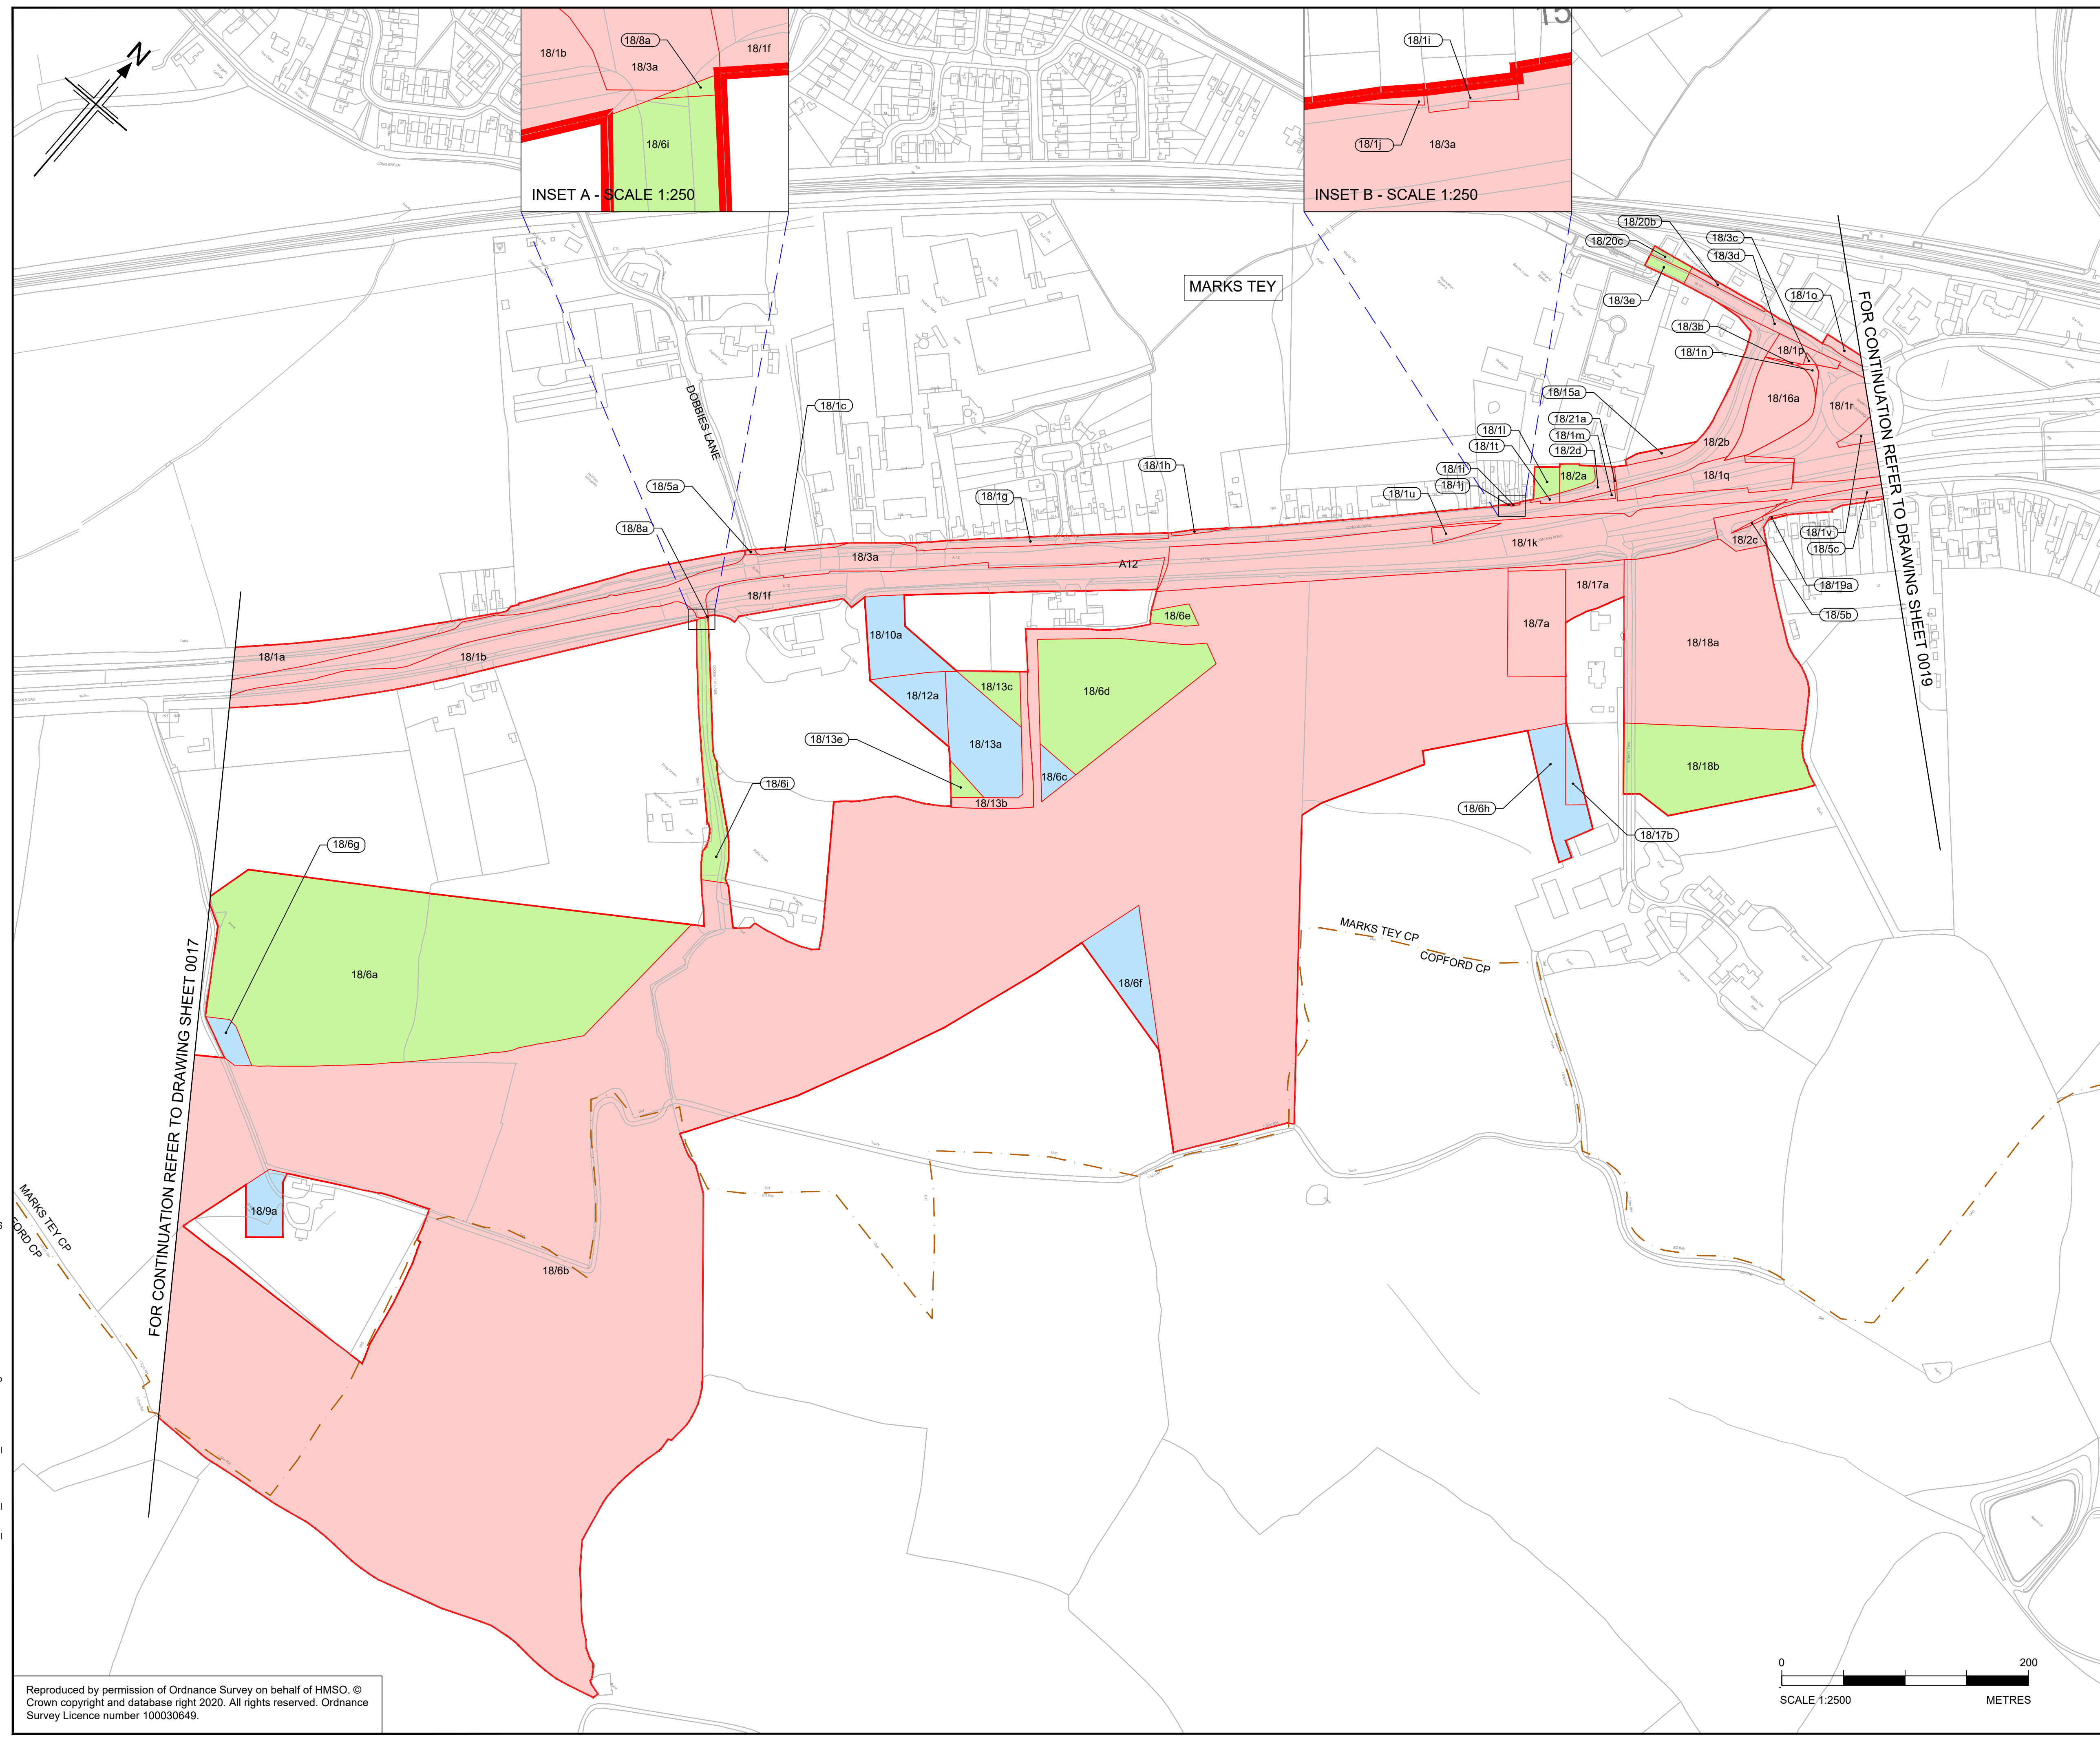 N
18/1b
18/8a
18/3a
18/1f
18/6i
INSET A - SCALE 1:250
15
18/1i
18/1j
18/3a
INSET B - SCALE 1:250
MARKS TEY
18/20b
18/20c
18/3c
18/3d
18/3e
18/1o
18/3b
18/1p
18/1n
18/16a
18/1r
18/15a
18/21a
18/1m
18/2d
18/2b
18/1l
18/1t
18/1i
18/1j
18/2a
18/1q
18/1u
18/1k
18/2c
18/1v
18/5c
18/19a
18/5b
FOR CONTINUATION REFER TO DRAWING SHEET 0019
DOBBIES LANE
18/1c
18/1h
18/1g
18/5a
18/8a
18/3a
A12
18/1f
18/1a
18/1b
18/10a
18/6e
18/17a
18/7a
18/18a
18/12a
18/13c
18/6d
18/13e
18/13a
18/6c
18/13b
18/6i
18/6h
18/17b
18/18b
18/6g
18/6a
18/6f
MARKS TEY CP
COPFORD CP
FOR CONTINUATION REFER TO DRAWING SHEET 0017
18/9a
18/6b
MARKS TEY CP
FORD CP
Reproduced by permission of Ordnance Survey on behalf of HMSO. ©
Crown copyright and database right 2020. All rights reserved. Ordnance
Survey Licence number 100030649.
0 200
SCALE 1:2500 METRES